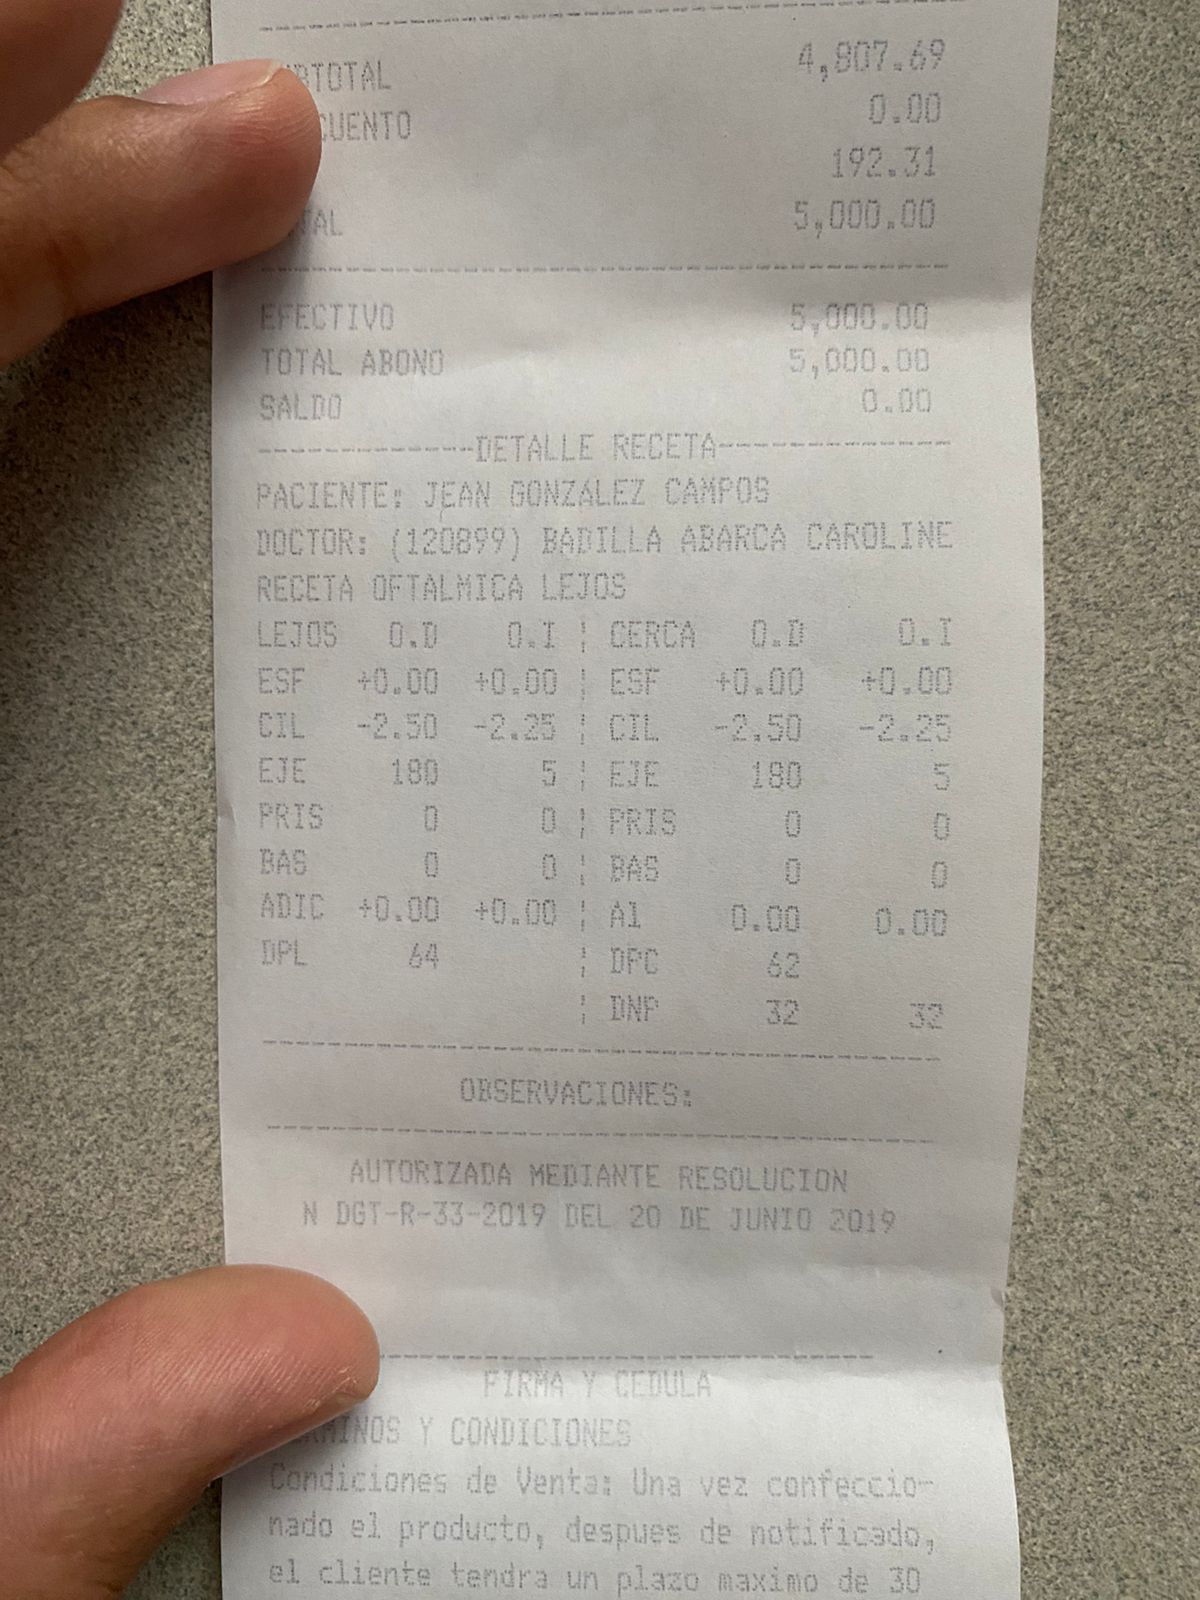 TOTAL 4,807.69
CUENTO 0.00
192.31
TAL 5,000.00
EFECTIVO 5,000.00
TOTAL ABONO 5,000.00
SALDO 0.00
--------------DETALLE RECETA--------------
PACIENTE: JEAN GONZALEZ CAMPOS
DOCTOR: (120899) BADILLA ABARCA CAROLINE
RECETA OFTALMICA LEJOS
LEJOS O.D O.I ¦ CERCA O.D O.I
ESF +0.00 +0.00 ¦ ESF +0.00 +0.00
CIL -2.50 -2.25 ¦ CIL -2.50 -2.25
EJE 180 5 ¦ EJE 180 5
PRIS 0 0 ¦ PRIS 0 0
BAS 0 0 ¦ BAS 0 0
ADIC +0.00 +0.00 ¦ A1 0.00 0.00
DPL 64 ¦ DPC 62
¦ DNP 32 32
OBSERVACIONES:
AUTORIZADA MEDIANTE RESOLUCION
N DGT-R-33-2019 DEL 20 DE JUNIO 2019
FIRMA Y CEDULA
MINOS Y CONDICIONES
Condiciones de Venta: Una vez confeccio-
nado el producto, despues de notificado,
el cliente tendra un plazo maximo de 30